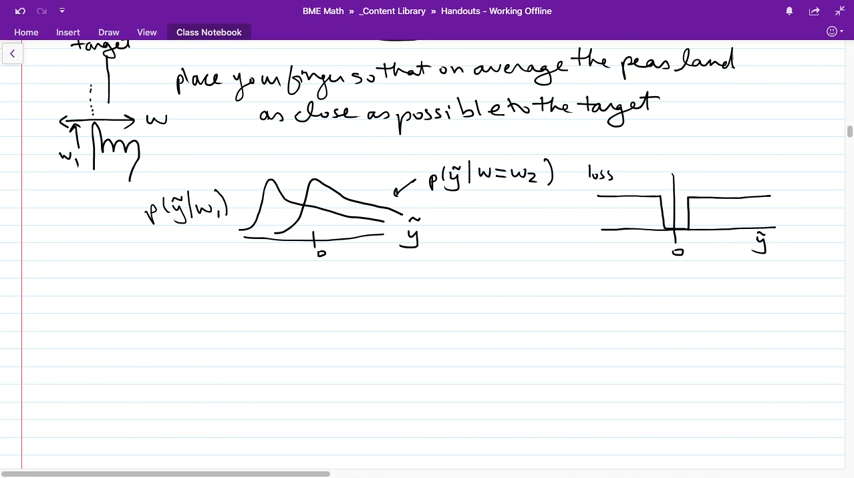 BME Math » _Content Library » Handouts - Working Offline
Home Insert Draw View Class Notebook
target
place your finger so that on average the peas land
as close as possible to the target
w
w₁
p(ỹ|w₁)
p(ỹ|w=w₂)
ỹ
0
loss
0
ỹ